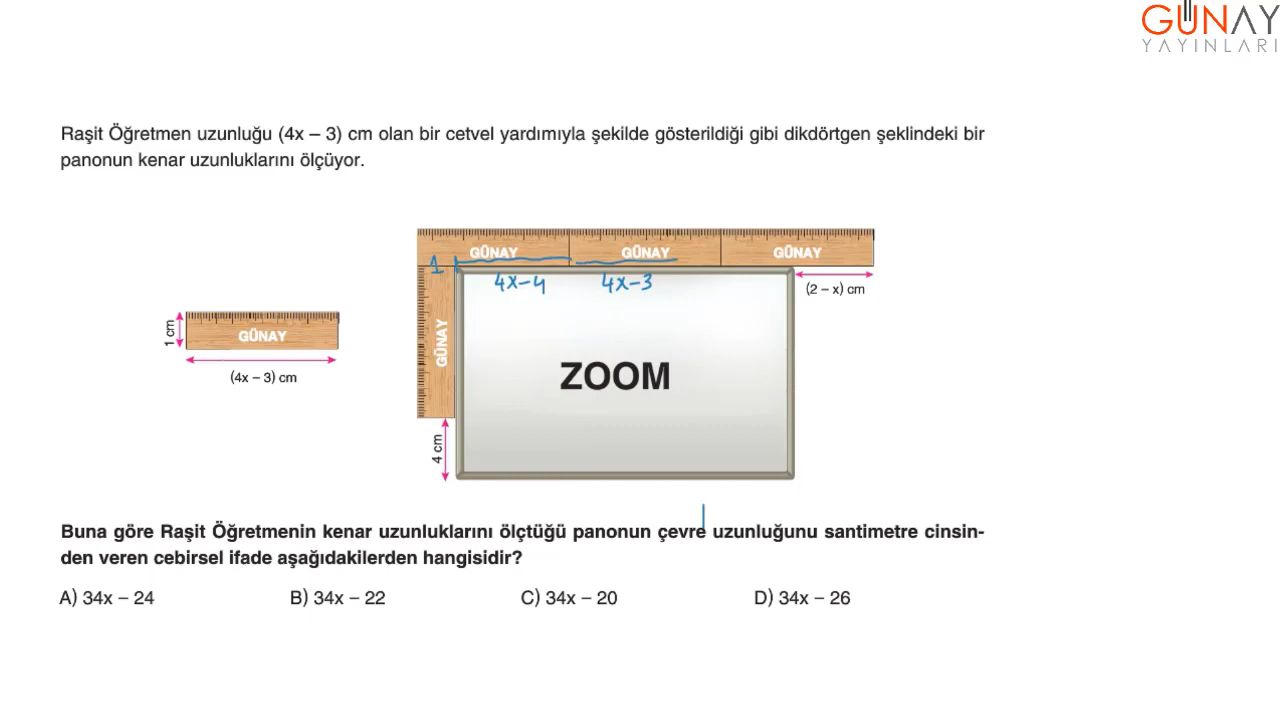 GÜNAY
YAYINLARI
Raşit Öğretmen uzunluğu (4x – 3) cm olan bir cetvel yardımıyla şekilde gösterildiği gibi dikdörtgen şeklindeki bir
panonun kenar uzunluklarını ölçüyor.
GÜNAY GÜNAY GÜNAY
1 4x-4 4x-3 (2 – x) cm
1 cm GÜNAY
(4x – 3) cm
GÜNAY
ZOOM
4 cm
Buna göre Raşit Öğretmenin kenar uzunluklarını ölçtüğü panonun çevre uzunluğunu santimetre cinsin-
den veren cebirsel ifade aşağıdakilerden hangisidir?
A) 34x – 24 B) 34x – 22 C) 34x – 20 D) 34x – 26